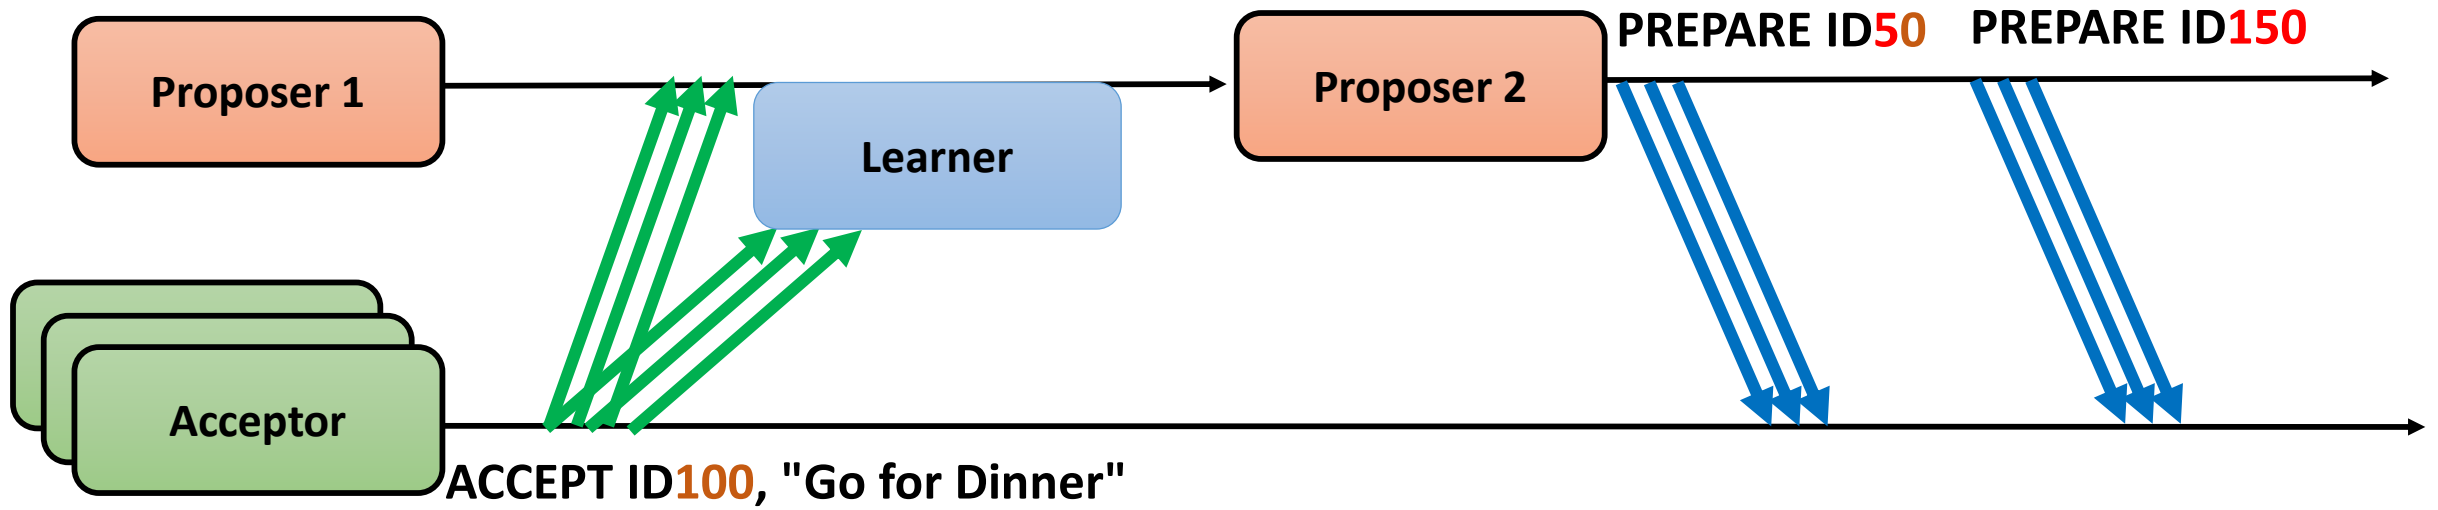 PREPARE ID50 PREPARE ID150
Proposer 1
Proposer 2
Learner
Acceptor
ACCEPT ID100, "Go for Dinner"